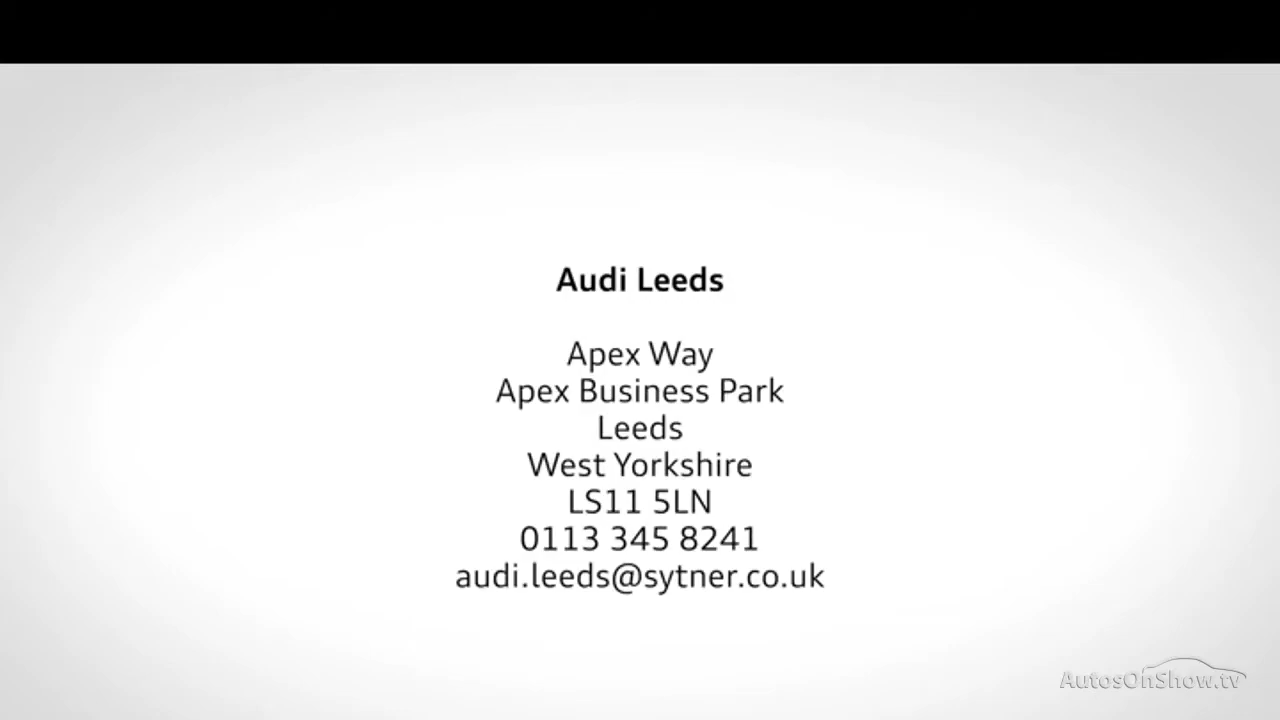 Audi Leeds
Apex Way
Apex Business Park
Leeds
West Yorkshire
LS11 5LN
0113 345 8241
audi.leeds@sytner.co.uk
AutosOnShow.tv